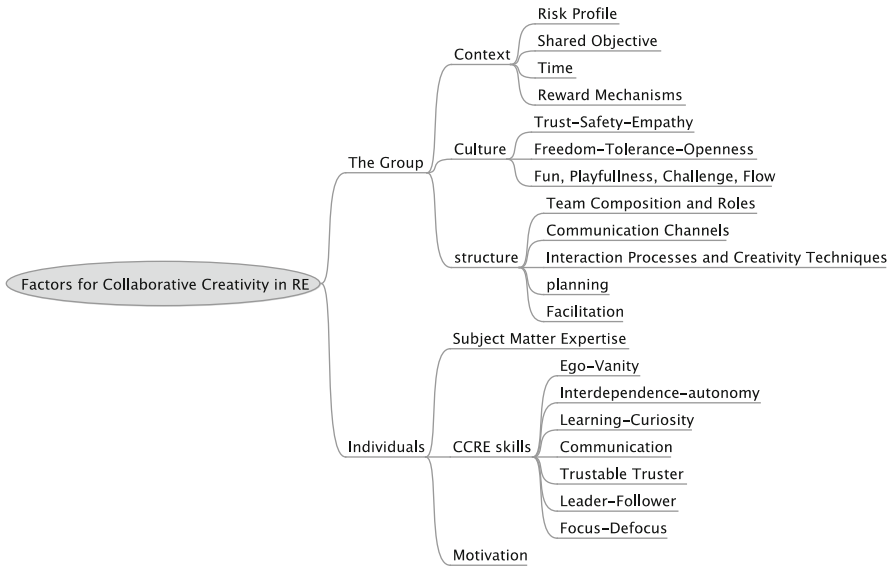 Factors for Collaborative Creativity in RE
The Group
Context
Risk Profile
Shared Objective
Time
Reward Mechanisms
Culture
Trust–Safety–Empathy
Freedom–Tolerance–Openness
Fun, Playfullness, Challenge, Flow
structure
Team Composition and Roles
Communication Channels
Interaction Processes and Creativity Techniques
planning
Facilitation
Individuals
Subject Matter Expertise
CCRE skills
Ego–Vanity
Interdependence–autonomy
Learning–Curiosity
Communication
Trustable Truster
Leader–Follower
Focus–Defocus
Motivation